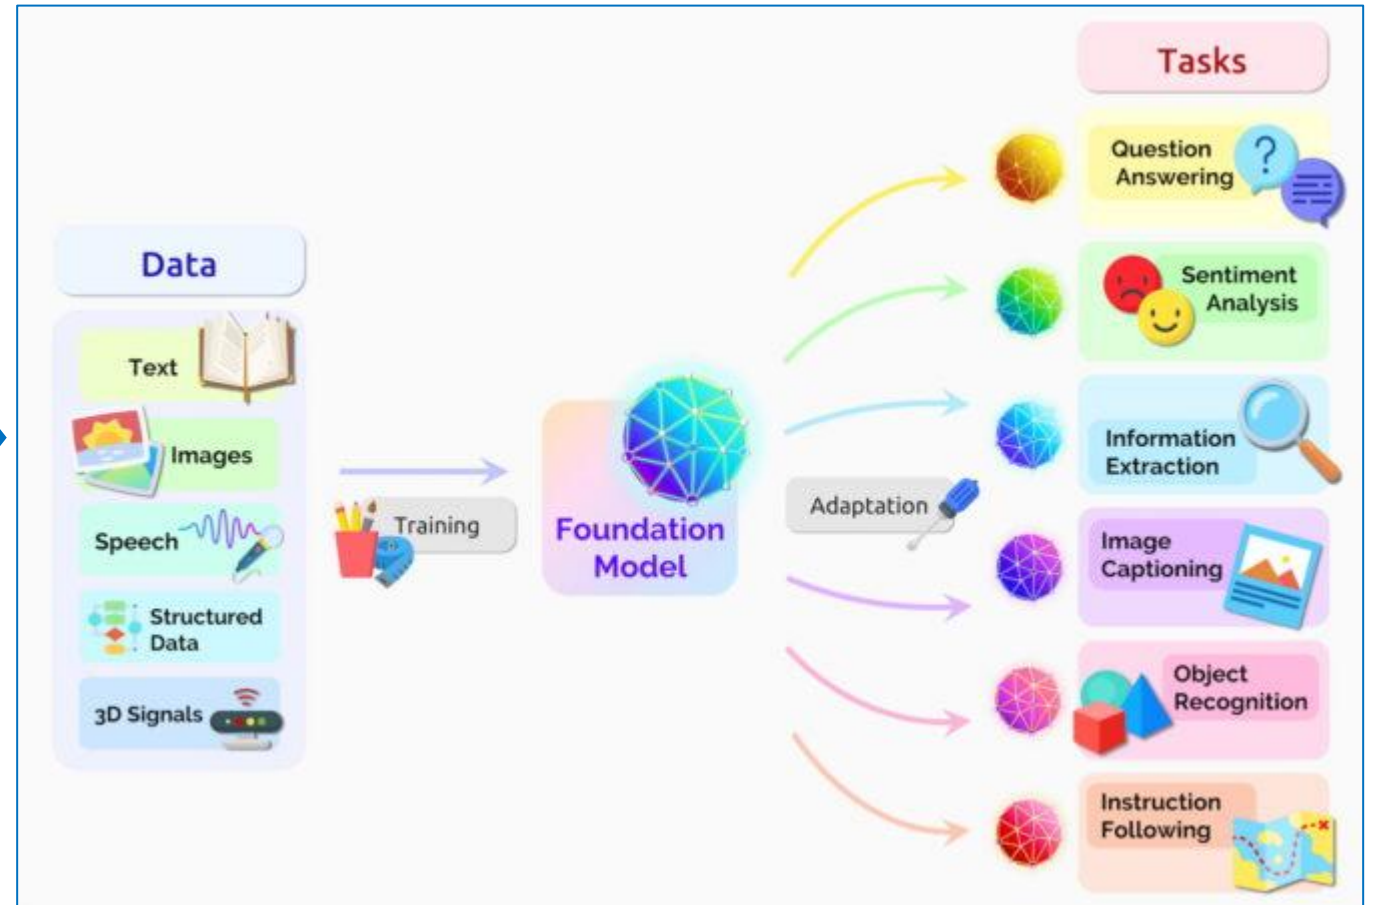 Data
Text
Images
Speech
Structured
Data
3D Signals
Training
Foundation
Model
Adaptation
Tasks
Question
Answering
Sentiment
Analysis
Information
Extraction
Image
Captioning
Object
Recognition
Instruction
Following